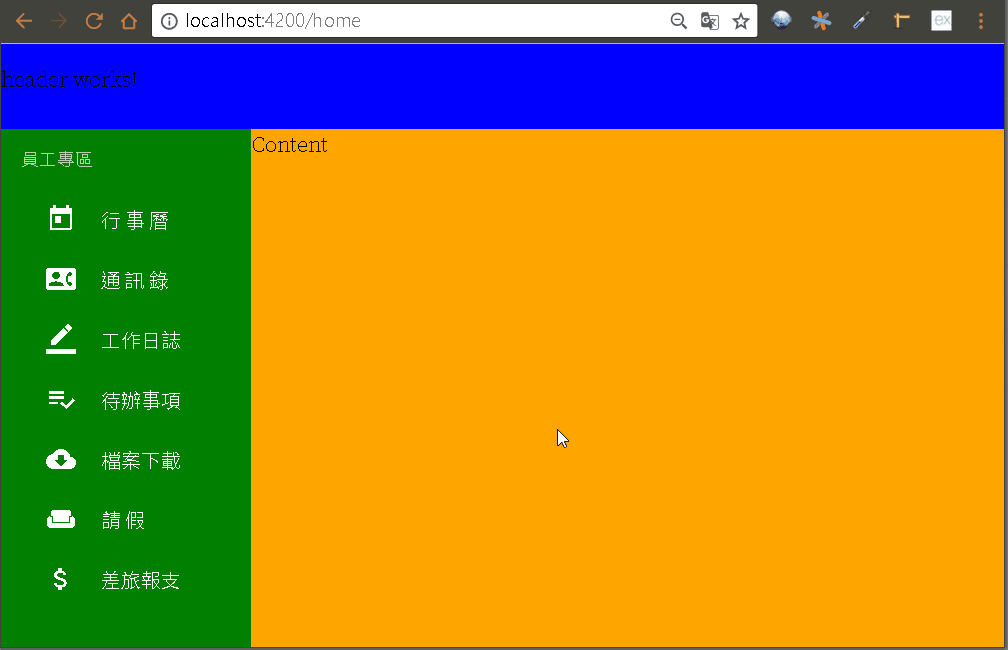 localhost:4200/home
header works!
員工專區
Content
行 事 曆
通 訊 錄
工作日誌
待辦事項
檔案下載
請 假
差旅報支
ex